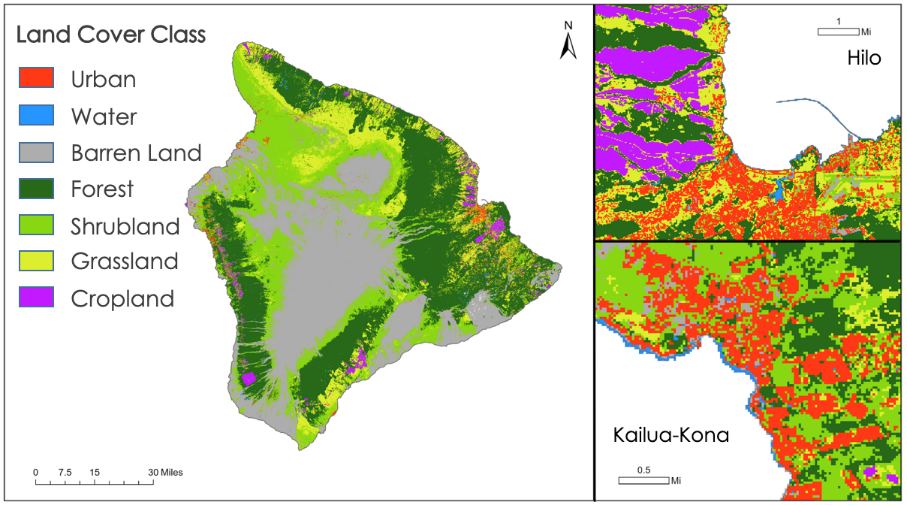 Land Cover Class
Urban
Water
Barren Land
Forest
Shrubland
Grassland
Cropland
N
0 7.5 15 30 Miles
1
Mi
Hilo
Kailua-Kona
0.5
Mi